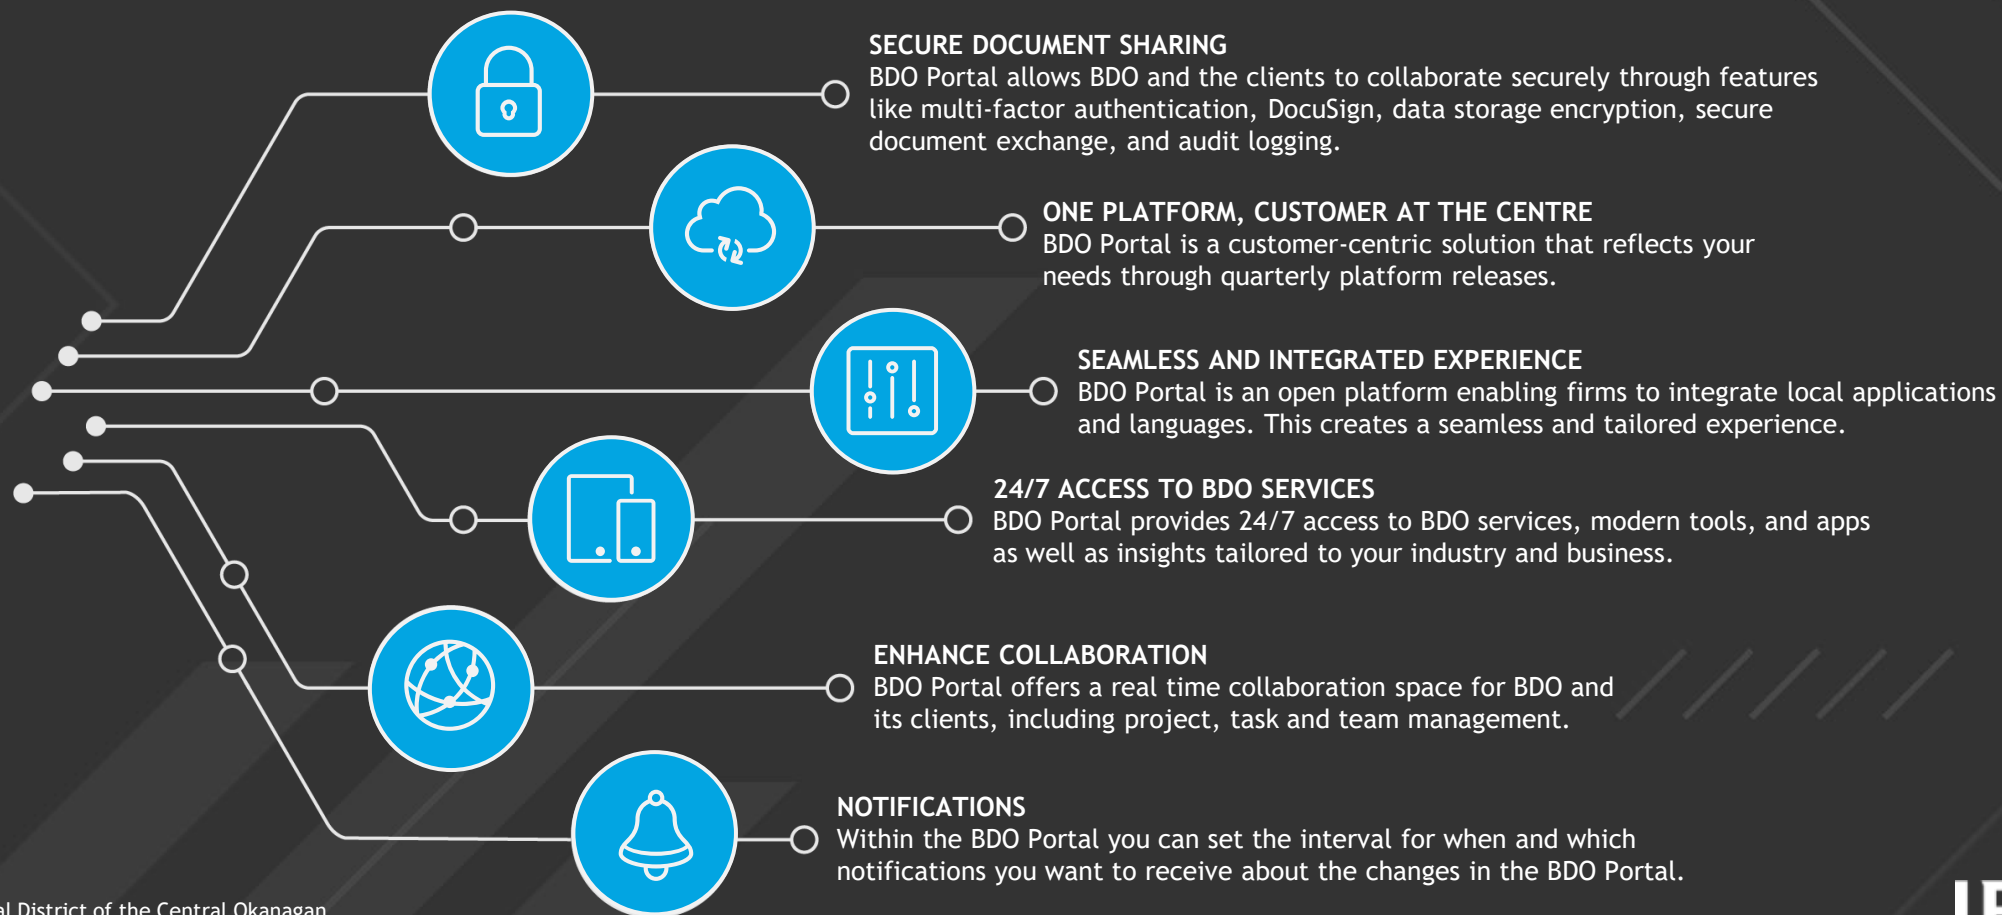 SECURE DOCUMENT SHARING
BDO Portal allows BDO and the clients to collaborate securely through features
like multi-factor authentication, DocuSign, data storage encryption, secure
document exchange, and audit logging.
ONE PLATFORM, CUSTOMER AT THE CENTRE
BDO Portal is a customer-centric solution that reflects your
needs through quarterly platform releases.
SEAMLESS AND INTEGRATED EXPERIENCE
BDO Portal is an open platform enabling firms to integrate local applications
and languages. This creates a seamless and tailored experience.
24/7 ACCESS TO BDO SERVICES
BDO Portal provides 24/7 access to BDO services, modern tools, and apps
as well as insights tailored to your industry and business.
ENHANCE COLLABORATION
BDO Portal offers a real time collaboration space for BDO and
its clients, including project, task and team management.
NOTIFICATIONS
Within the BDO Portal you can set the interval for when and which
notifications you want to receive about the changes in the BDO Portal.
District of the Central Okanagan